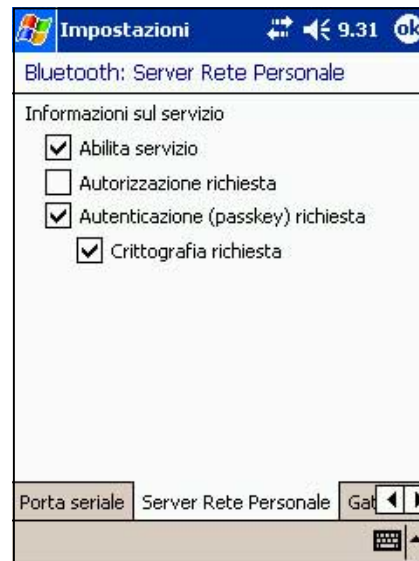 Impostazioni 9.31 ok
Bluetooth: Server Rete Personale
Informazioni sul servizio
Abilita servizio
Autorizzazione richiesta
Autenticazione (passkey) richiesta
Crittografia richiesta
Porta seriale Server Rete Personale Gat